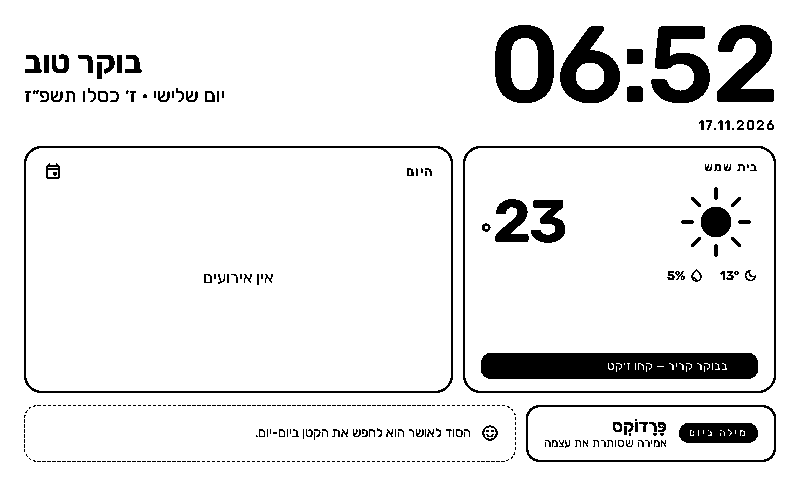 06:52
17.11.2026
בוקר טוב
יום שלישי • ז׳ כסלו תשפ״ז
בית שמש
23°
13° 5%
בבוקר קריר – קחו ז׳קט
היום
אין אירועים
מילה ביום
פָּרָדוֹקְס
אמירה שסותרת את עצמה
הסוד לאושר הוא לחפש את הקטן ביום-יום.